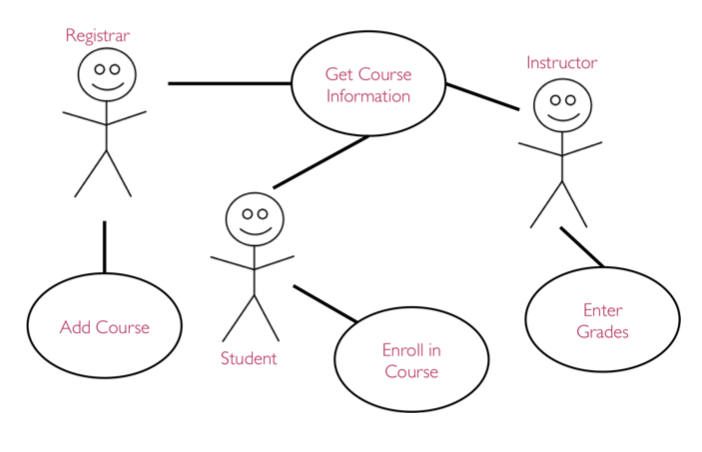 Registrar
Get Course
Information
Instructor
Add Course
Student
Enroll in
Course
Enter
Grades